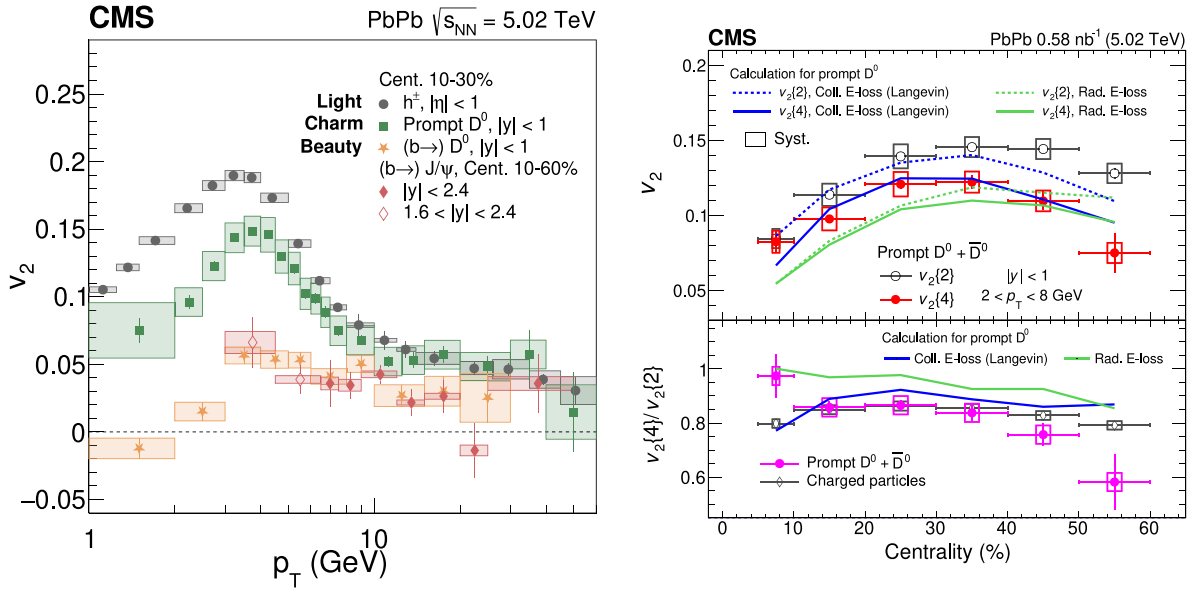 CMS PbPb √s_NN = 5.02 TeV
Cent. 10-30%
Light h±, |η| < 1
Charm Prompt D⁰, |y| < 1
Beauty (b→) D⁰, |y| < 1
(b→) J/ψ, Cent. 10-60%
|y| < 2.4
1.6 < |y| < 2.4
v₂
0.25
0.2
0.15
0.1
0.05
0
−0.05
1 10
p_T (GeV)
CMS PbPb 0.58 nb⁻¹ (5.02 TeV)
Calculation for prompt D⁰
v₂{2}, Coll. E-loss (Langevin) v₂{2}, Rad. E-loss
v₂{4}, Coll. E-loss (Langevin) v₂{4}, Rad. E-loss
Syst.
v₂
0.2
0.15
0.1
0.05
Prompt D⁰ + D̅⁰
v₂{2} |y| < 1
v₂{4} 2 < p_T < 8 GeV
Calculation for prompt D⁰
Coll. E-loss (Langevin) Rad. E-loss
v₂{4}/v₂{2}
1
0.8
0.6
Prompt D⁰ + D̅⁰
Charged particles
0 10 20 30 40 50 60
Centrality (%)